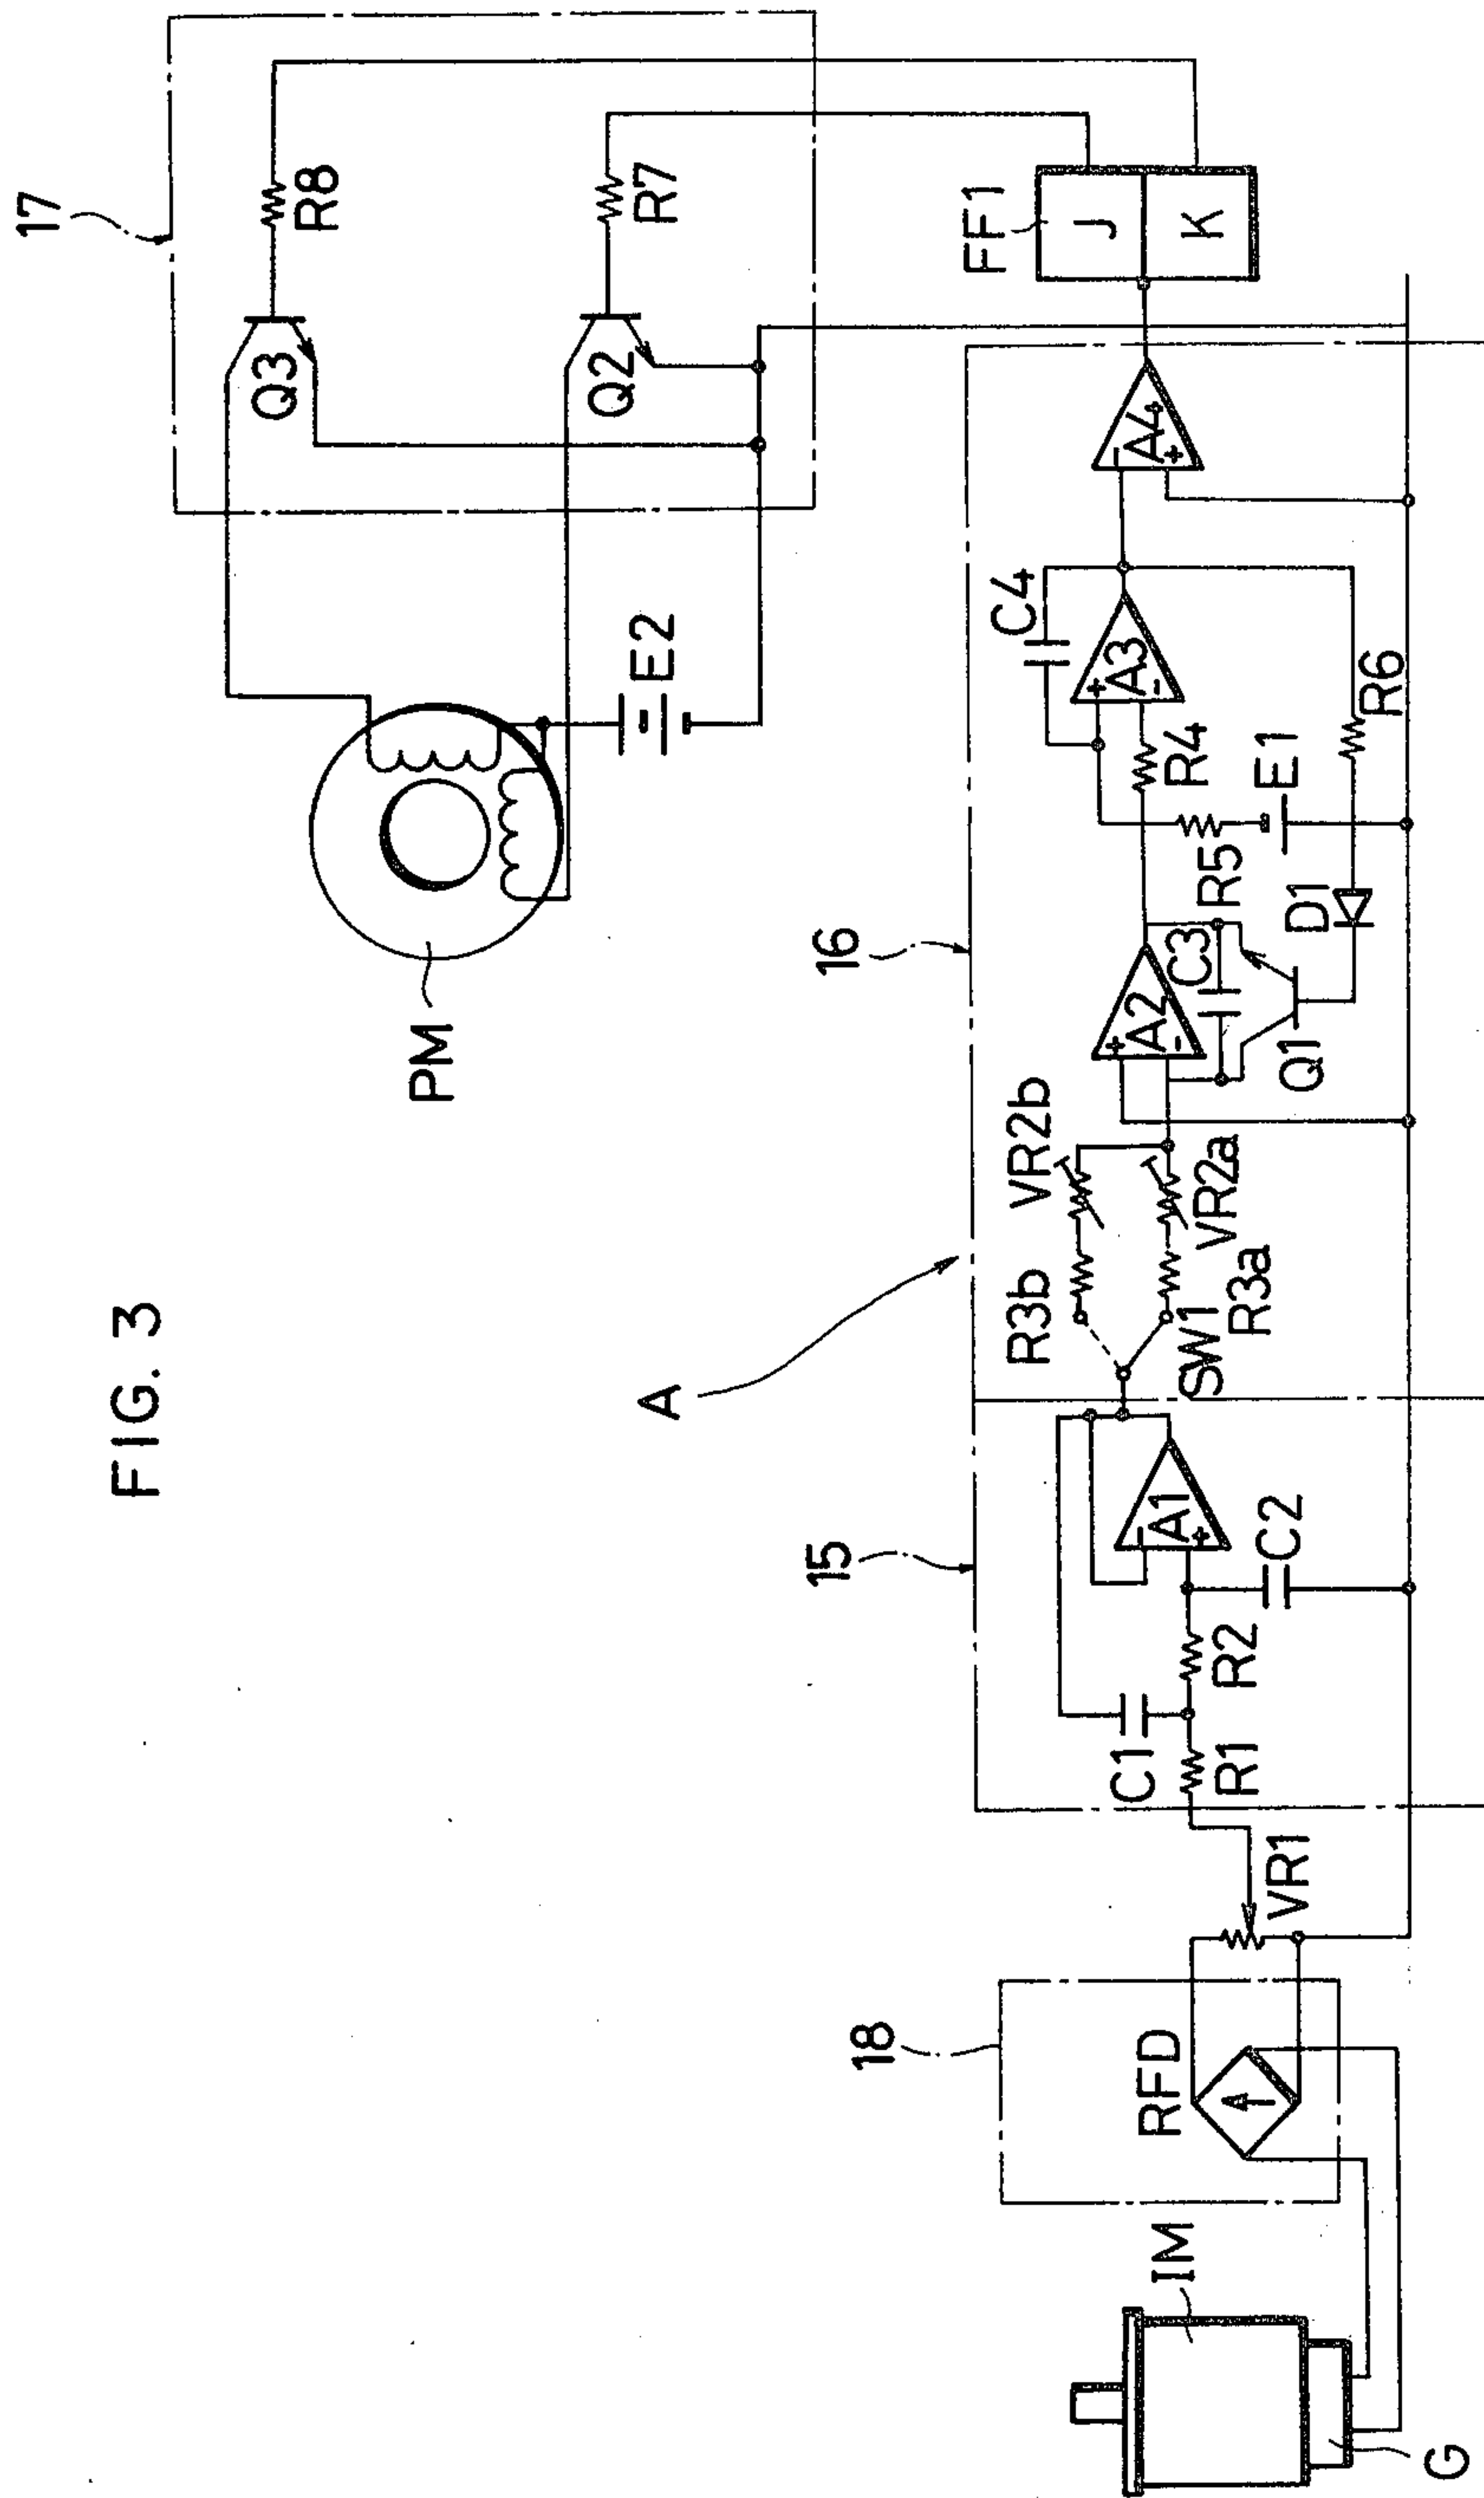 FIG. 3
17
R8
Q3
R7
Q2
E2
PM
FF1
J
K
A
16
C4
A4
- +
A3
+ -
R4
R6
E1
R5
D1
C3
A2
+ -
Q1
VR2b
VR2a
R3b
R3a
SW1
15
A1
- +
C2
R2
C1
R1
VR1
18
RFD
IM
G